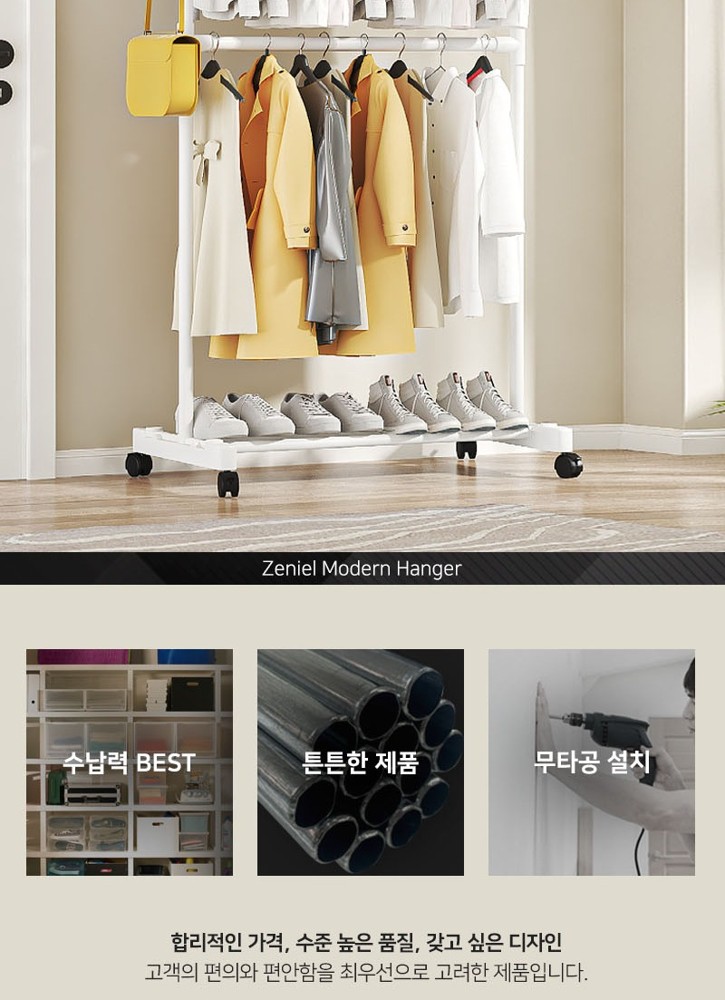 Zeniel Modern Hanger
수납력 BEST
튼튼한 제품
무타공 설치
합리적인 가격, 수준 높은 품질, 갖고 싶은 디자인
고객의 편의와 편안함을 최우선으로 고려한 제품입니다.